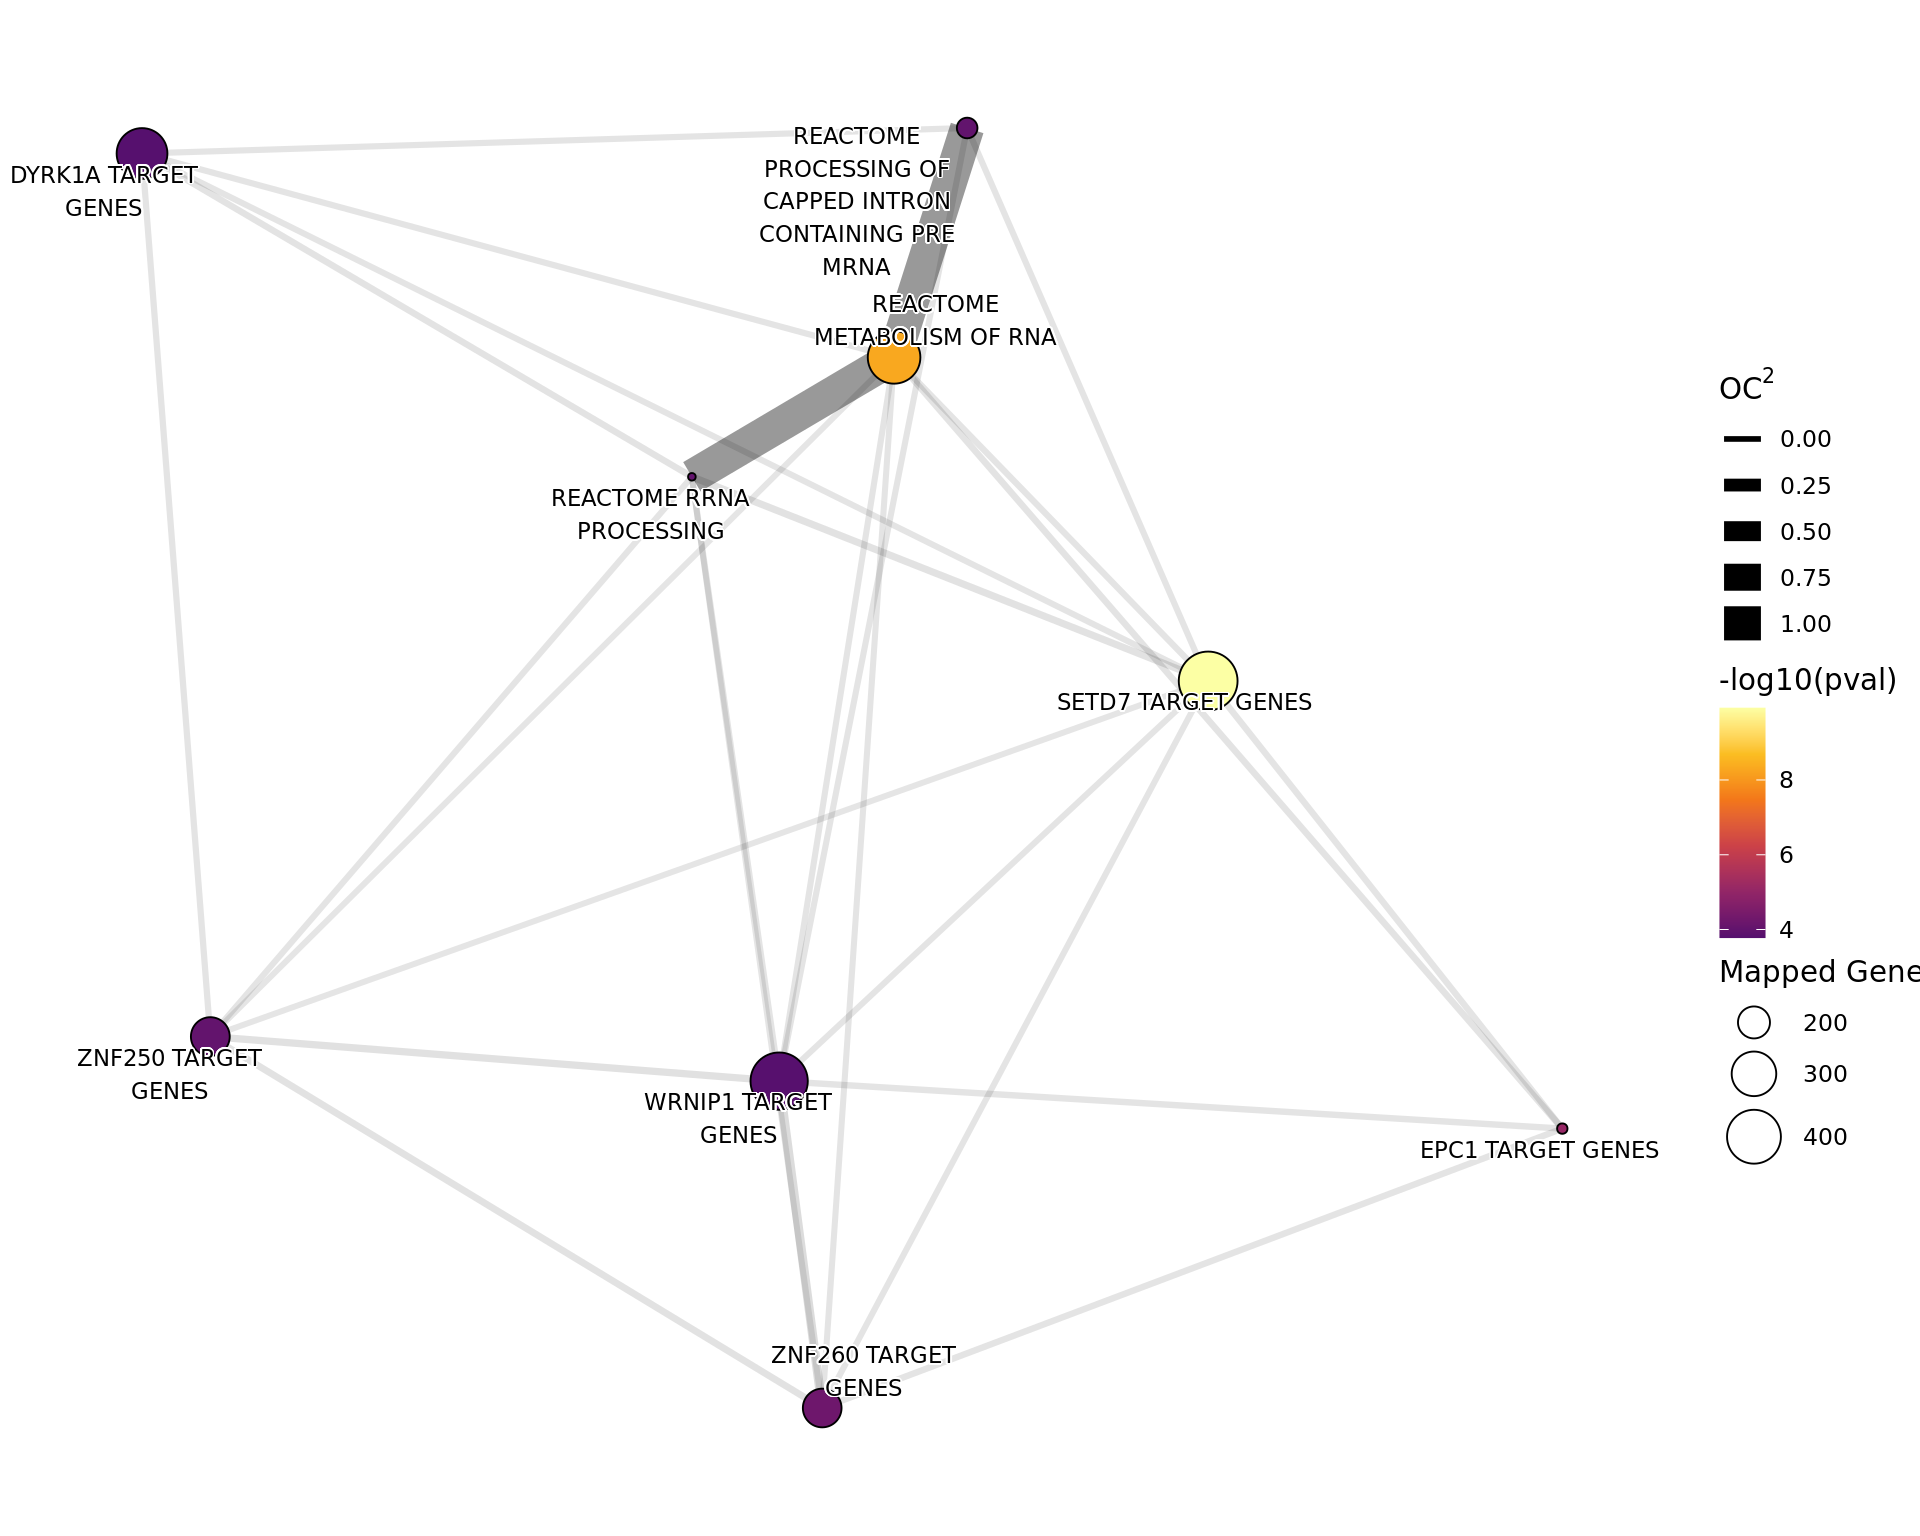 REACTOME
PROCESSING OF
CAPPED INTRON
CONTAINING PRE
MRNA
DYRK1A TARGET
GENES
REACTOME
METABOLISM OF RNA
REACTOME RRNA
PROCESSING
SETD7 TARGET GENES
ZNF250 TARGET
GENES
WRNIP1 TARGET
GENES
EPC1 TARGET GENES
ZNF260 TARGET
GENES
OC2
0.00
0.25
0.50
0.75
1.00
-log10(pval)
8
6
4
Mapped Gene
200
300
400